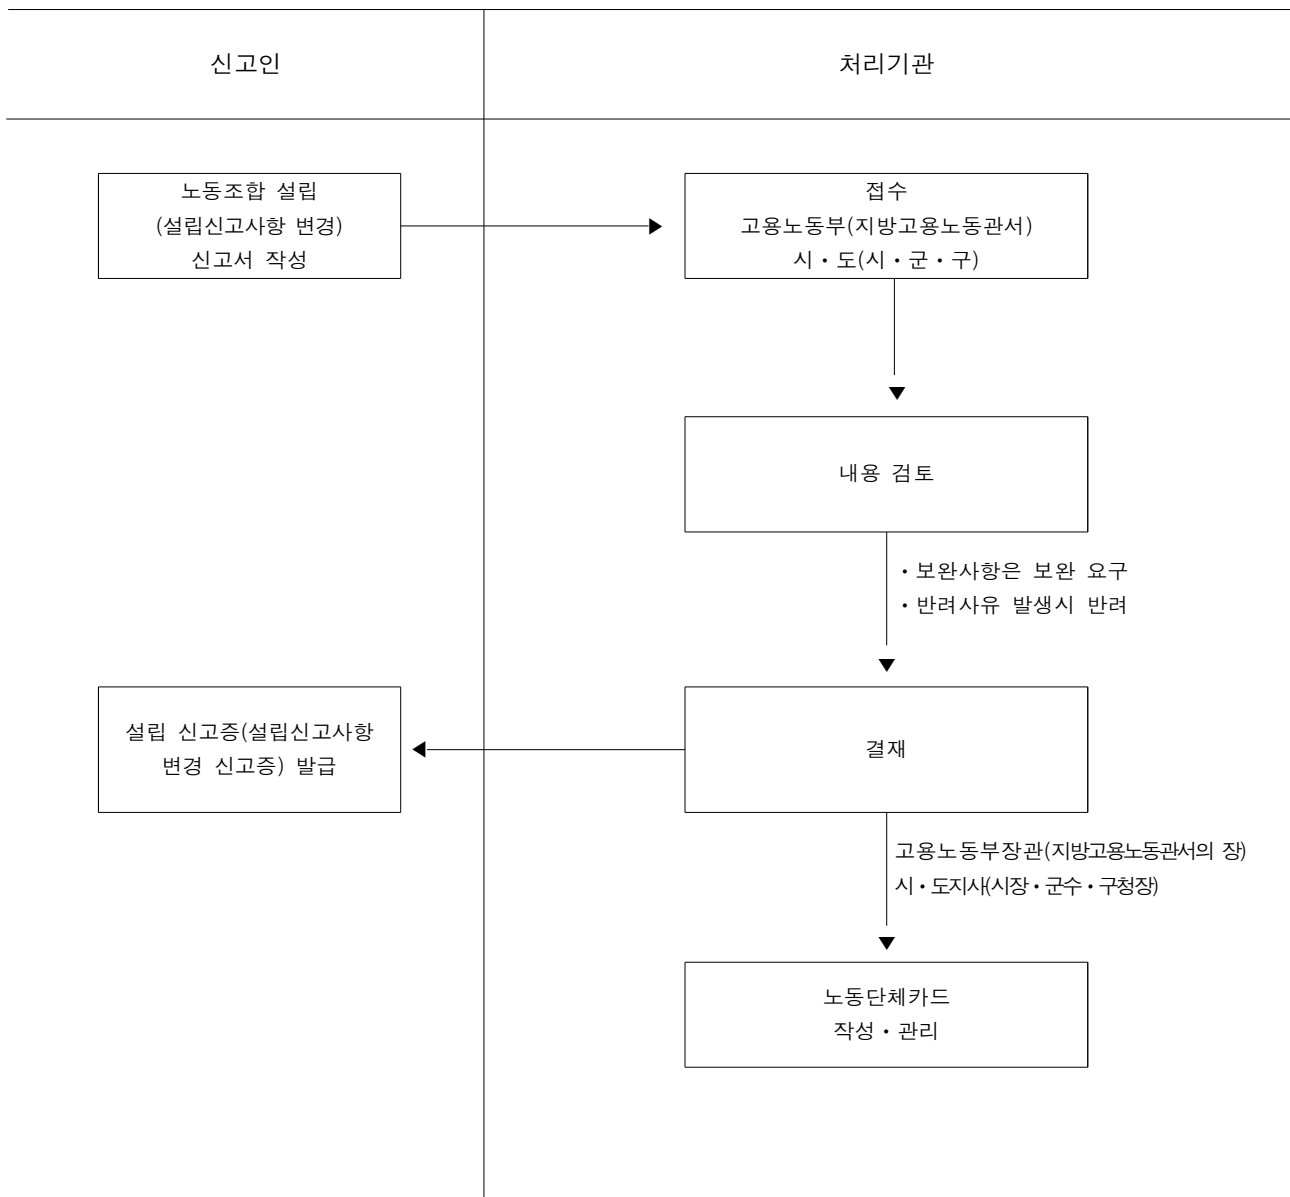 신고인
처리기관
노동조합 설립
(설립신고사항 변경)
신고서 작성
접수
고용노동부(지방고용노동관서)
시・도(시・군・구)
내용 검토
・보완사항은 보완 요구
・반려사유 발생시 반려
설립 신고증(설립신고사항
변경 신고증) 발급
결재
고용노동부장관(지방고용노동관서의 장)
시・도지사(시장・군수・구청장)
노동단체카드
작성・관리